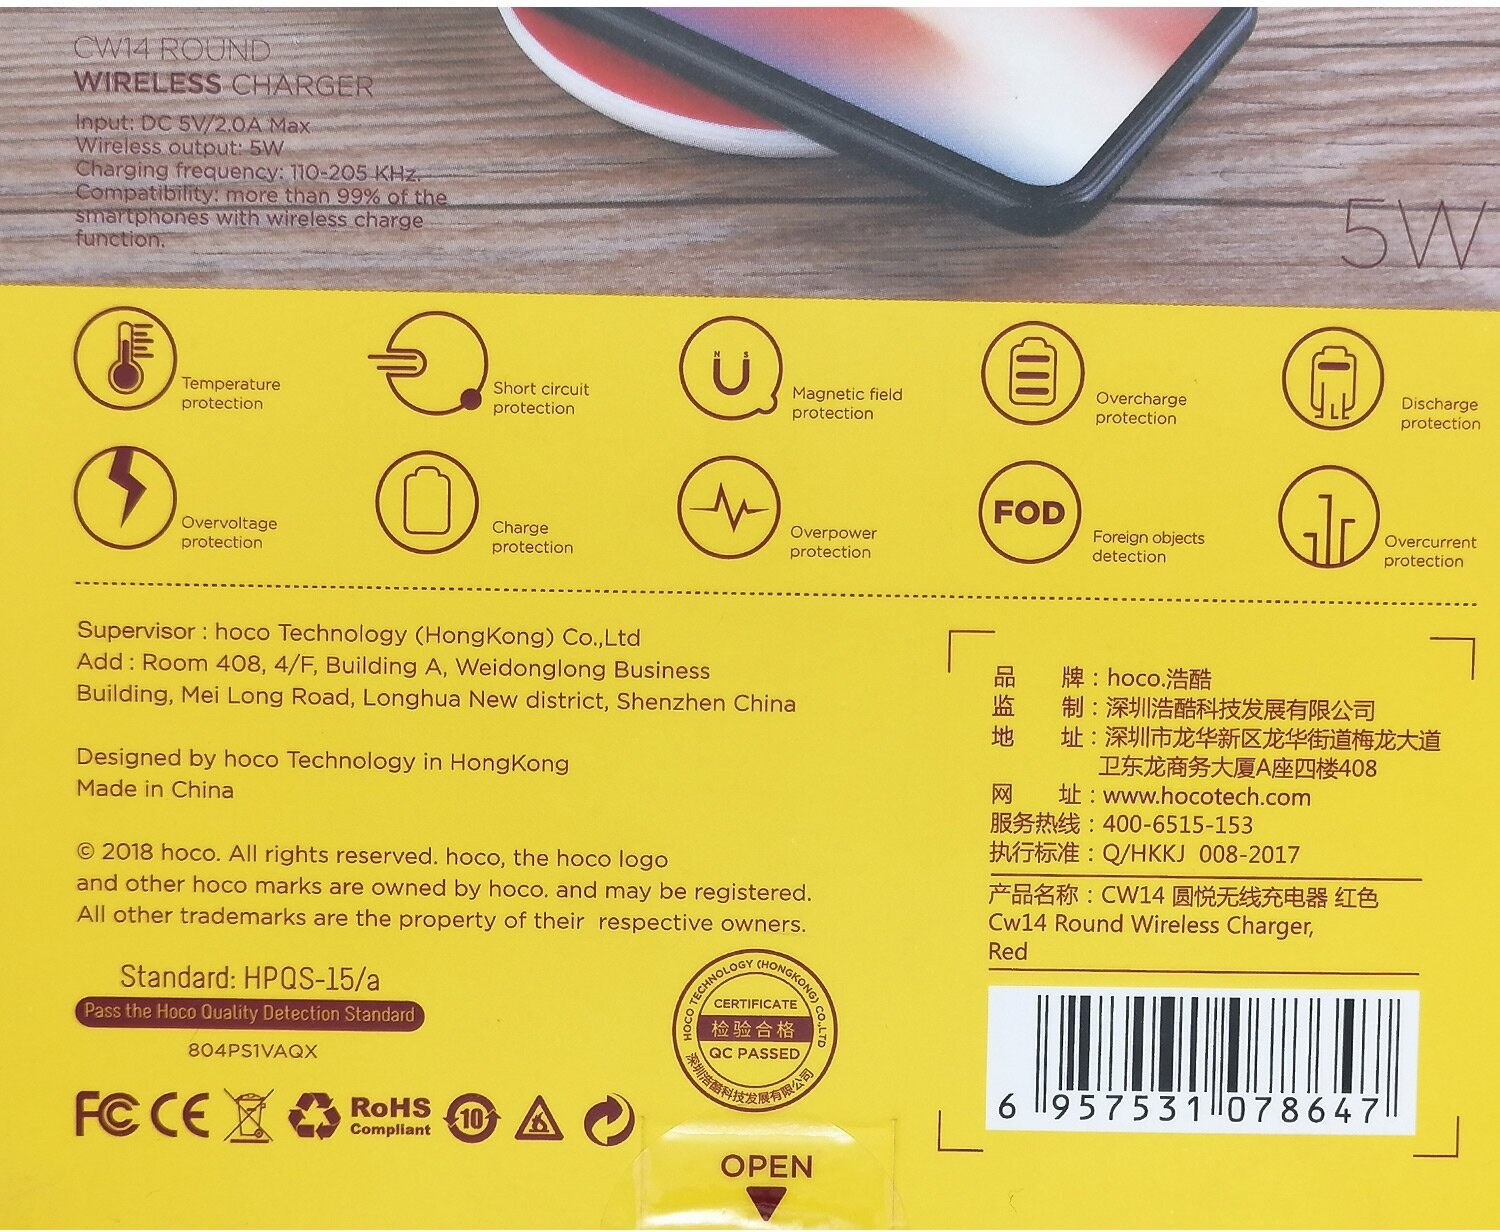 CW14 ROUND
WIRELESS CHARGER
Input: DC 5V/2.0A Max
Wireless output: 5W
Charging frequency: 110-205 KHz.
Compatibility: more than 99% of the
smartphones with wireless charge
function.
5W
Temperature
protection
Short circuit
protection
N S
Magnetic field
protection
Overcharge
protection
Discharge
protection
Overvoltage
protection
Charge
protection
Overpower
protection
FOD
Foreign objects
detection
Overcurrent
protection
Supervisor : hoco Technology (HongKong) Co.,Ltd
Add : Room 408, 4/F, Building A, Weidonglong Business
Building, Mei Long Road, Longhua New district, Shenzhen China
Designed by hoco Technology in HongKong
Made in China
© 2018 hoco. All rights reserved. hoco, the hoco logo
and other hoco marks are owned by hoco. and may be registered.
All other trademarks are the property of their respective owners.
Standard: HPQS-15/a
Pass the Hoco Quality Detection Standard
804PS1VAQX
FC CE
RoHS
Compliant
10
HOCO TECHNOLOGY (HONGKONG) CO.,LTD
CERTIFICATE
检验合格
QC PASSED
深圳浩酷科技发展有限公司
OPEN
品 牌：hoco.浩酷
监 制：深圳浩酷科技发展有限公司
地 址：深圳市龙华新区龙华街道梅龙大道
卫东龙商务大厦A座四楼408
网 址：www.hocotech.com
服务热线：400-6515-153
执行标准：Q/HKKJ 008-2017
产品名称：CW14 圆悦无线充电器 红色
Cw14 Round Wireless Charger,
Red
6 957531 078647